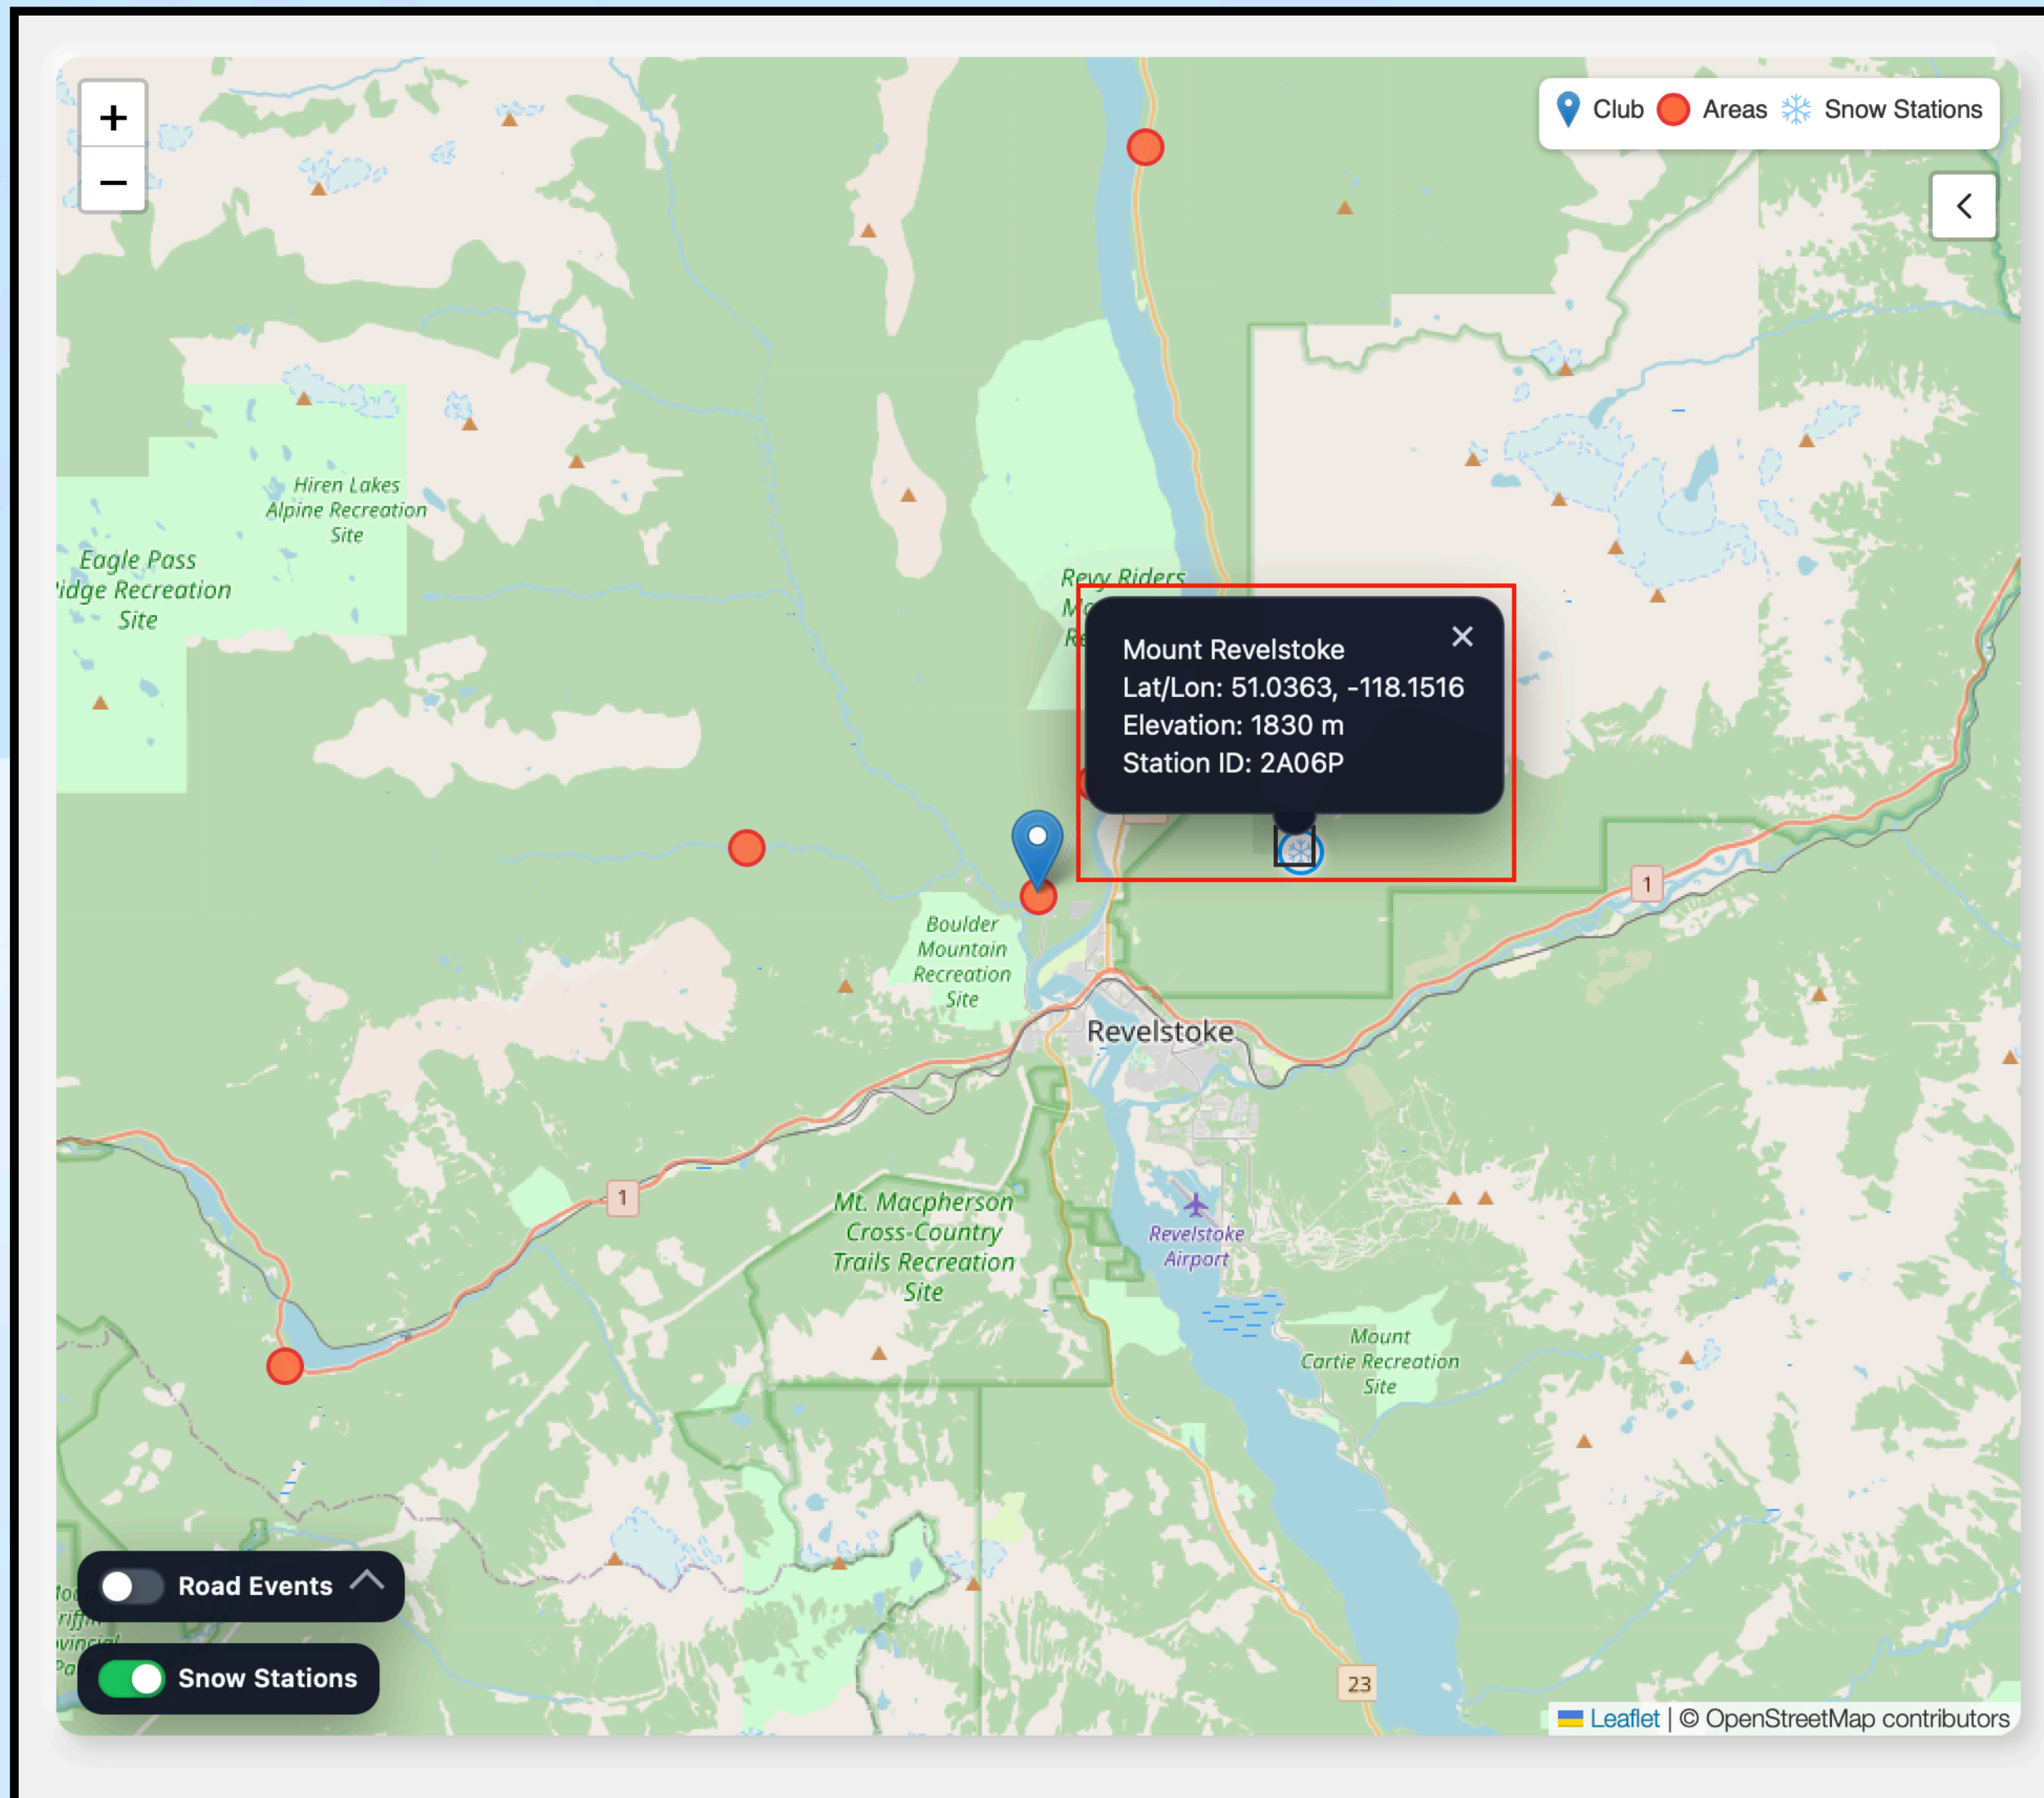 +
−
Club Areas Snow Stations
Hiren Lakes
Alpine Recreation
Site
Eagle Pass
idge Recreation
Site
Revy Riders
Mount Revelstoke
Lat/Lon: 51.0363, -118.1516
Elevation: 1830 m
Station ID: 2A06P
×
1
Boulder
Mountain
Recreation
Site
Revelstoke
1
Mt. Macpherson
Cross-Country
Trails Recreation
Site
Revelstoke
Airport
Mount
Cartie Recreation
Site
Road Events
Snow Stations
23
Leaflet | © OpenStreetMap contributors